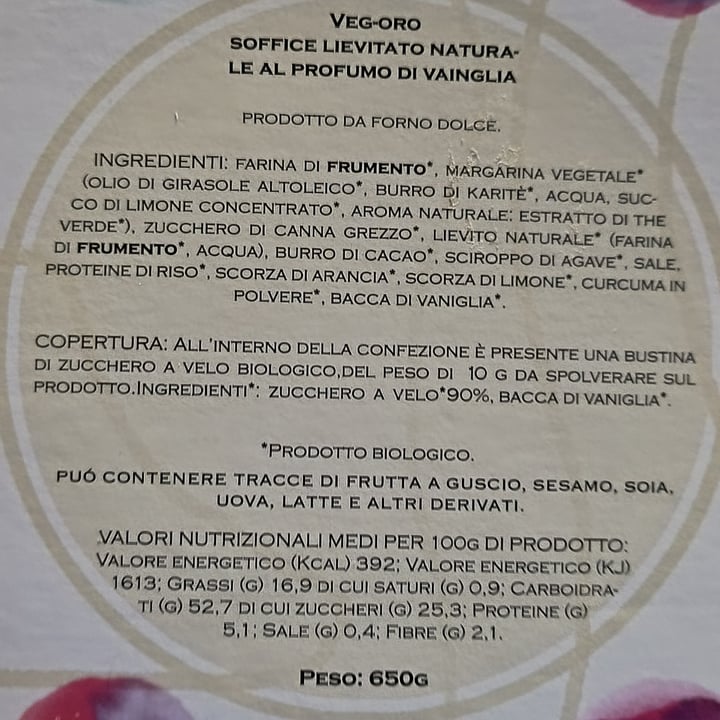 VEG-ORO
SOFFICE LIEVITATO NATURA-
LE AL PROFUMO DI VAINGLIA
PRODOTTO DA FORNO DOLCE.
INGREDIENTI: FARINA DI FRUMENTO*, MARGARINA VEGETALE*
(OLIO DI GIRASOLE ALTOLEICO*, BURRO DI KARITÈ*, ACQUA, SUC-
CO DI LIMONE CONCENTRATO*, AROMA NATURALE: ESTRATTO DI THE
VERDE*), ZUCCHERO DI CANNA GREZZO*, LIEVITO NATURALE* (FARINA
DI FRUMENTO*, ACQUA), BURRO DI CACAO*, SCIROPPO DI AGAVE*, SALE,
PROTEINE DI RISO*, SCORZA DI ARANCIA*, SCORZA DI LIMONE*, CURCUMA IN
POLVERE*, BACCA DI VANIGLIA*.
COPERTURA: ALL'INTERNO DELLA CONFEZIONE È PRESENTE UNA BUSTINA
DI ZUCCHERO A VELO BIOLOGICO,DEL PESO DI 10 G DA SPOLVERARE SUL
PRODOTTO.INGREDIENTI*: ZUCCHERO A VELO*90%, BACCA DI VANIGLIA*.
*PRODOTTO BIOLOGICO.
PUÓ CONTENERE TRACCE DI FRUTTA A GUSCIO, SESAMO, SOIA,
UOVA, LATTE E ALTRI DERIVATI.
VALORI NUTRIZIONALI MEDI PER 100G DI PRODOTTO:
VALORE ENERGETICO (KCAL) 392; VALORE ENERGETICO (KJ)
1613; GRASSI (G) 16,9 DI CUI SATURI (G) 0,9; CARBOIDRA-
TI (G) 52,7 DI CUI ZUCCHERI (G) 25,3; PROTEINE (G)
5,1; SALE (G) 0,4; FIBRE (G) 2,1.
PESO: 650G